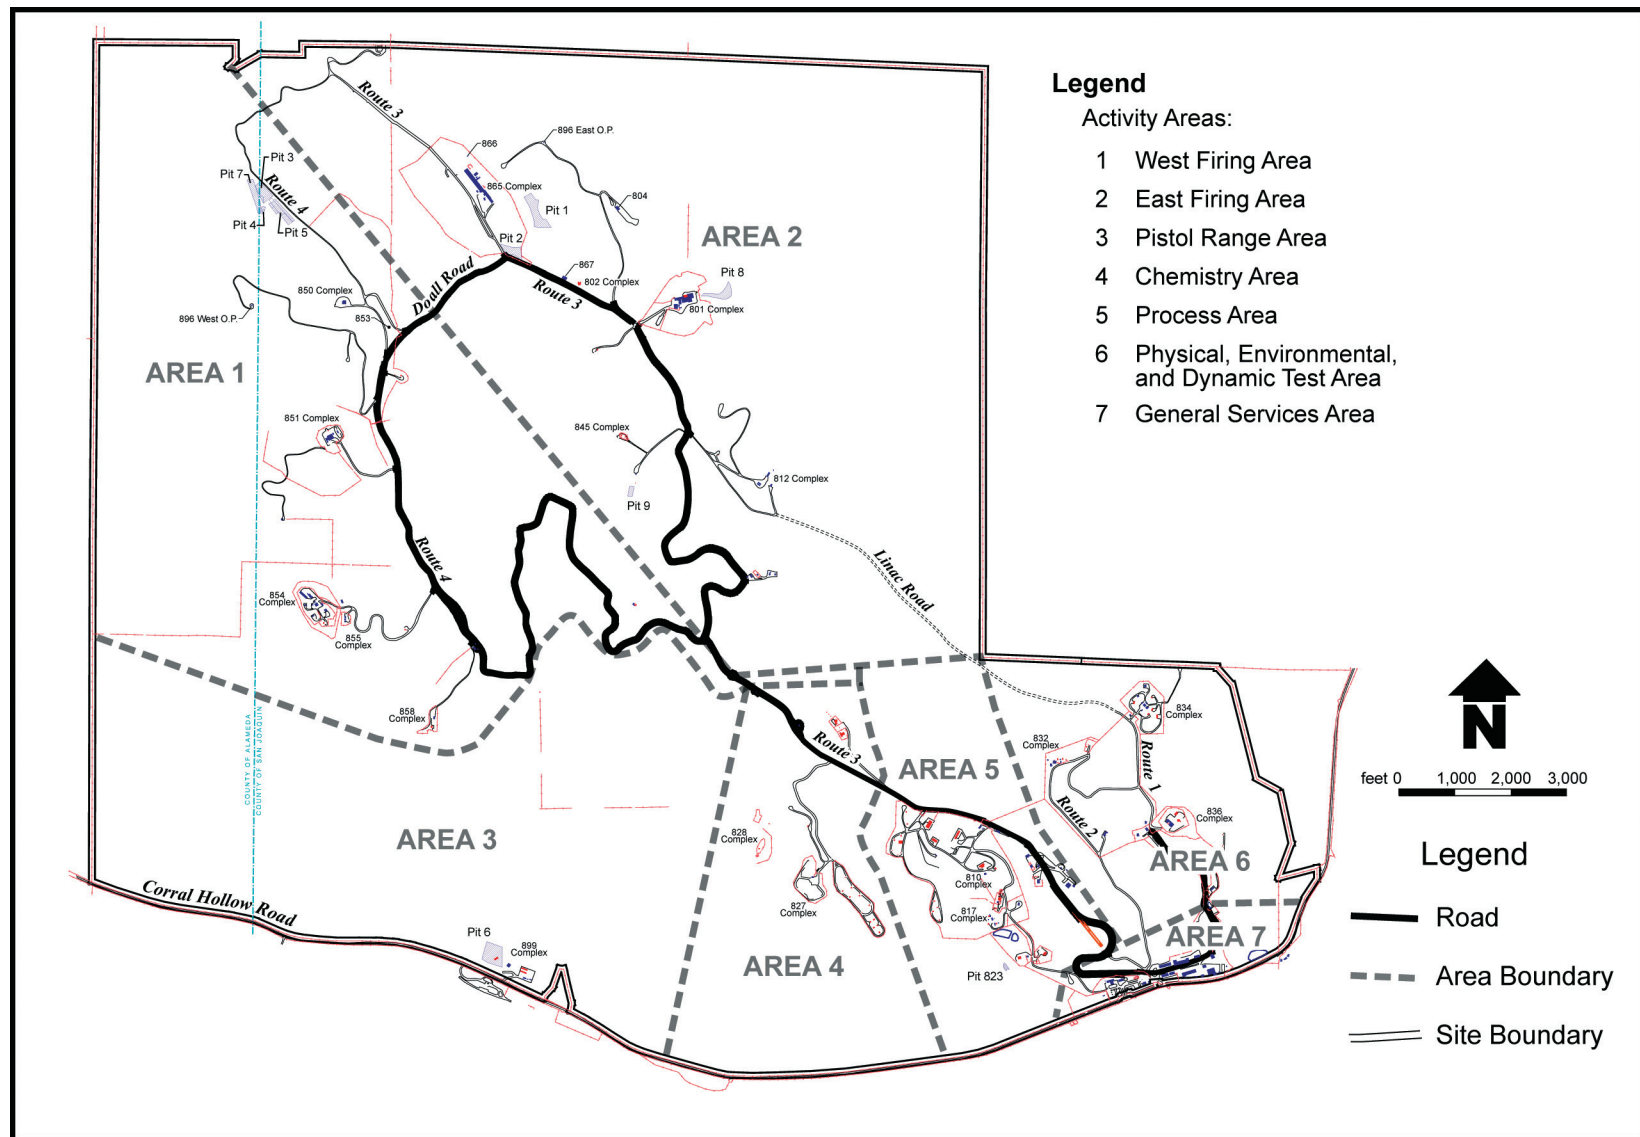 Legend
Activity Areas:
1 West Firing Area
2 East Firing Area
3 Pistol Range Area
4 Chemistry Area
5 Process Area
6 Physical, Environmental,
and Dynamic Test Area
7 General Services Area
Route 3
896 East O.P.
866
Pit 3
Pit 7
Route 4
865 Complex
804
Pit 1
Pit 4
Pit 5
Pit 2
AREA 2
867
Doall Road
802 Complex
Pit 8
850 Complex
Route 3
801 Complex
896 West O.P.
853
AREA 1
851 Complex
845 Complex
812 Complex
Pit 9
Route 4
Linac Road
854
Complex
855
Complex
858
Complex
834
Complex
832
Complex
Route 1
Route 3
AREA 5
COUNTY OF ALAMEDA
COUNTY OF SAN JOAQUIN
Route 2
836
Complex
828
Complex
AREA 3
AREA 6
810
Complex
827
Complex
817
Complex
Corral Hollow Road
Pit 6
899
Complex
AREA 7
AREA 4
Pit 823
N
feet 0 1,000 2,000 3,000
Legend
Road
Area Boundary
Site Boundary